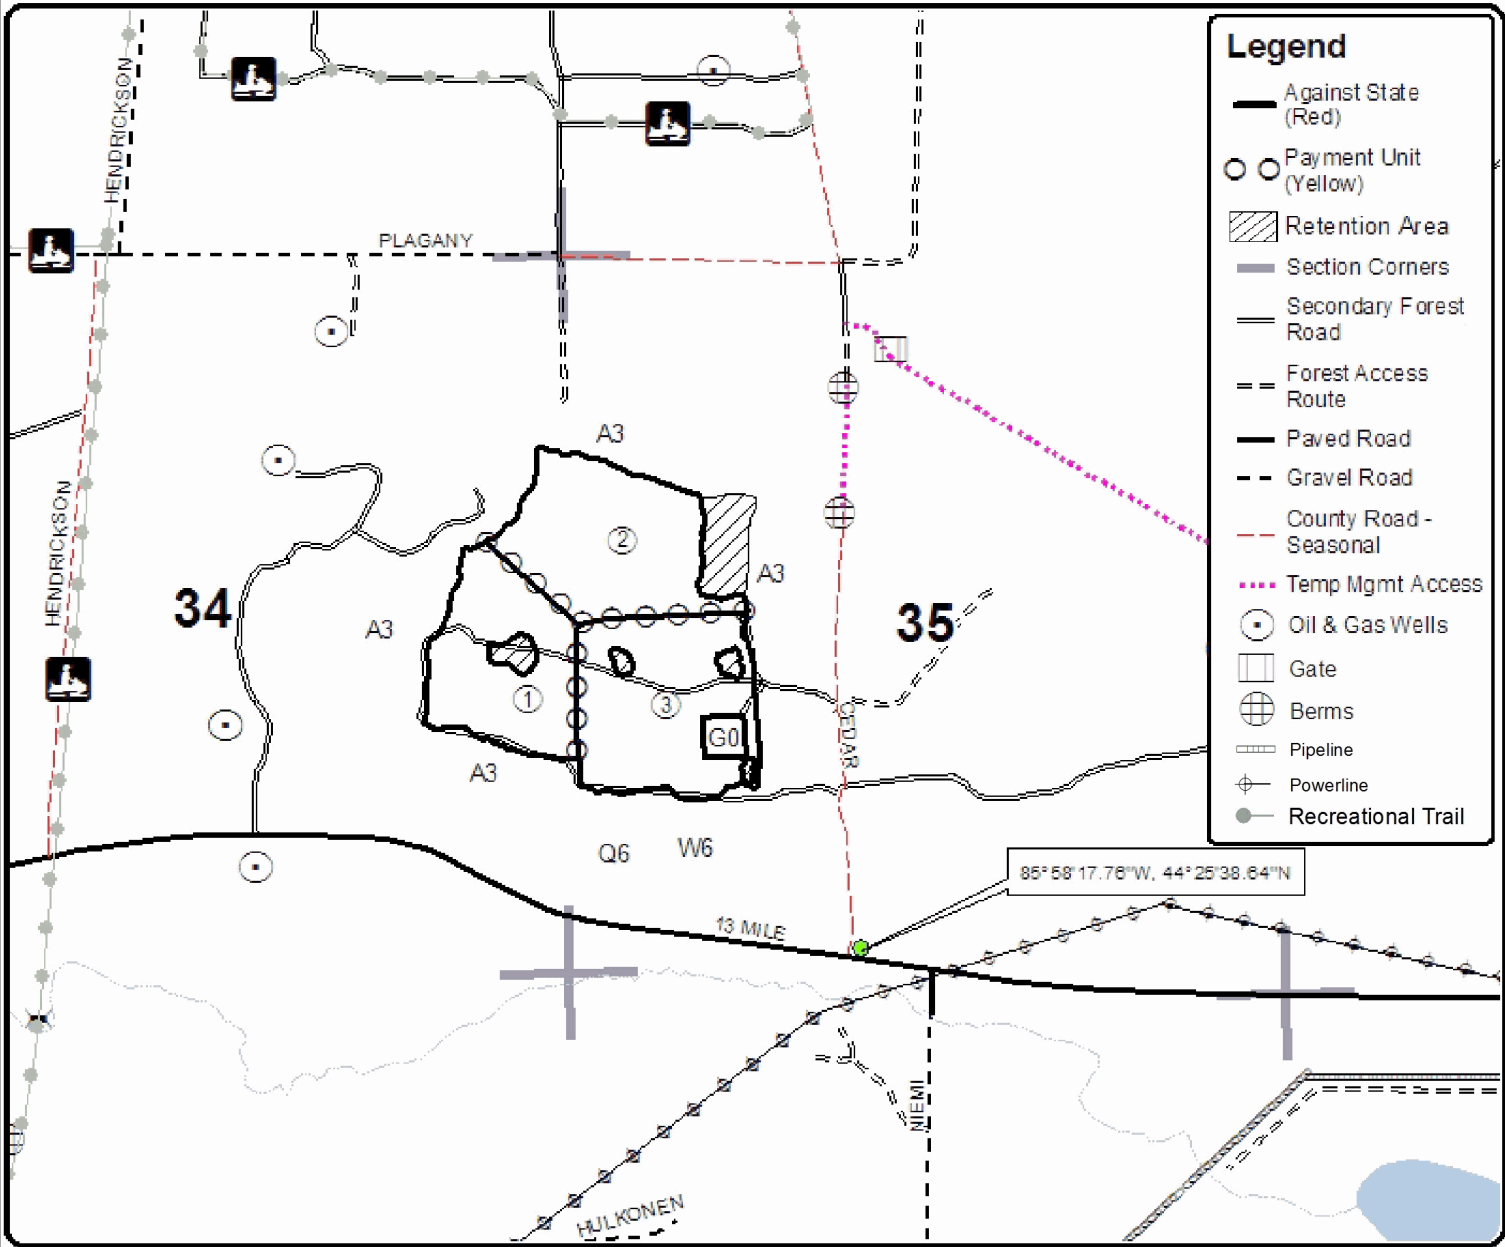 HENDRICKSON
PLAGANY
HENDRICKSON
A3
2
A3
34
35
A3
1
3
G0
CEDAR
A3
Q6
W6
85°58'17.76"W, 44°25'38.64"N
13 MILE
NIEMI
HULKONEN
Legend
Against State
(Red)
Payment Unit
(Yellow)
Retention Area
Section Corners
Secondary Forest
Road
Forest Access
Route
Paved Road
Gravel Road
County Road -
Seasonal
Temp Mgmt Access
Oil & Gas Wells
Gate
Berms
Pipeline
Powerline
Recreational Trail